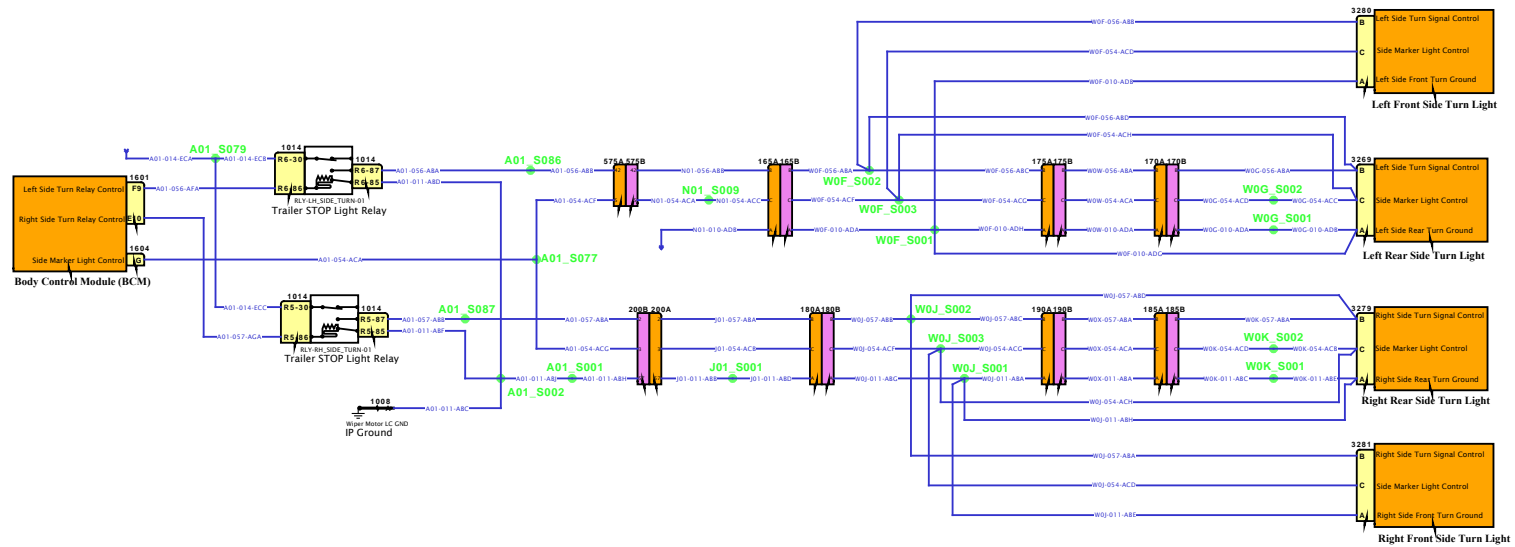 3280
B
Left Side Turn Signal Control
W0F-056-ABB
C
Side Marker Light Control
W0F-054-ACD
A
Left Side Front Turn Ground
W0F-010-ADB
Left Front Side Turn Light
W0F-056-ABD
W0F-054-ACH
A01_S079
1014
A01-014-ECA
A01-014-ECB
R6-30
R6-86
1014
R6-87
R6-85
A01-056-ABA
A01-011-ABD
RLY-LH_SIDE_TURN-01
Trailer STOP Light Relay
A01_S086
A01-056-ABB
575A 575B
42
42
N01-056-ABB
165A 165B
B
B
W0F-056-ABA
W0F_S002
W0F-056-ABC
175A 175B
B
B
W0W-056-ABA
170A 170B
B
B
W0G-056-ABA
3269
B
Left Side Turn Signal Control
1601
Left Side Turn Relay Control
F9
A01-056-AFA
Right Side Turn Relay Control
A01-054-ACF
N01-054-ACA
N01_S009
N01-054-ACC
C
C
W0F-054-ACF
W0F_S003
W0F-054-ACG
C
C
W0W-054-ACA
C
C
W0G-054-ACD
W0G_S002
W0G-054-ACC
C
Side Marker Light Control
N01-010-ADB
A
A
W0F-010-ADA
W0F_S001
W0F-010-ADH
A
A
W0W-010-ADA
A
A
W0G-010-ADA
W0G_S001
W0G-010-ADB
A
Left Side Rear Turn Ground
W0F-010-ADG
Left Rear Side Turn Light
1604
Side Marker Light Control
G
A01-054-ACA
A01_S077
Body Control Module (BCM)
W0J-057-ABD
1014
A01-014-ECC
R5-30
A01-057-AGA
R5-86
1014
R5-87
R5-85
A01-057-ABB
A01-011-ABF
RLY-RH_SIDE_TURN-01
Trailer STOP Light Relay
A01_S087
A01-057-ABA
200B 200A
J01-057-ABA
180A 180B
B
B
W0J-057-ABB
W0J_S002
W0J-057-ABC
190A 190B
B
B
W0X-057-ABA
185A 185B
B
B
W0K-057-ABA
3279
B
Right Side Turn Signal Control
A01-054-ACG
J01-054-ACB
C
C
W0J-054-ACF
W0J_S003
W0J-054-ACG
C
C
W0X-054-ACA
C
C
W0K-054-ACD
W0K_S002
W0K-054-ACB
C
Side Marker Light Control
A01-011-ABJ
A01_S002
A01_S001
A01-011-ABH
J01-011-ABB
J01_S001
J01-011-ABD
A
A
W0J-011-ABG
W0J_S001
W0J-011-ABA
A
A
W0X-011-ABA
A
A
W0K-011-ABC
W0K_S001
W0K-011-ABE
A
Right Side Rear Turn Ground
Right Rear Side Turn Light
W0J-054-ACH
W0J-011-ABH
1008
A
A01-011-ABC
Wiper Motor LC GND
IP Ground
3281
B
Right Side Turn Signal Control
W0J-057-ABA
C
Side Marker Light Control
W0J-054-ACD
A
Right Side Front Turn Ground
W0J-011-ABE
Right Front Side Turn Light